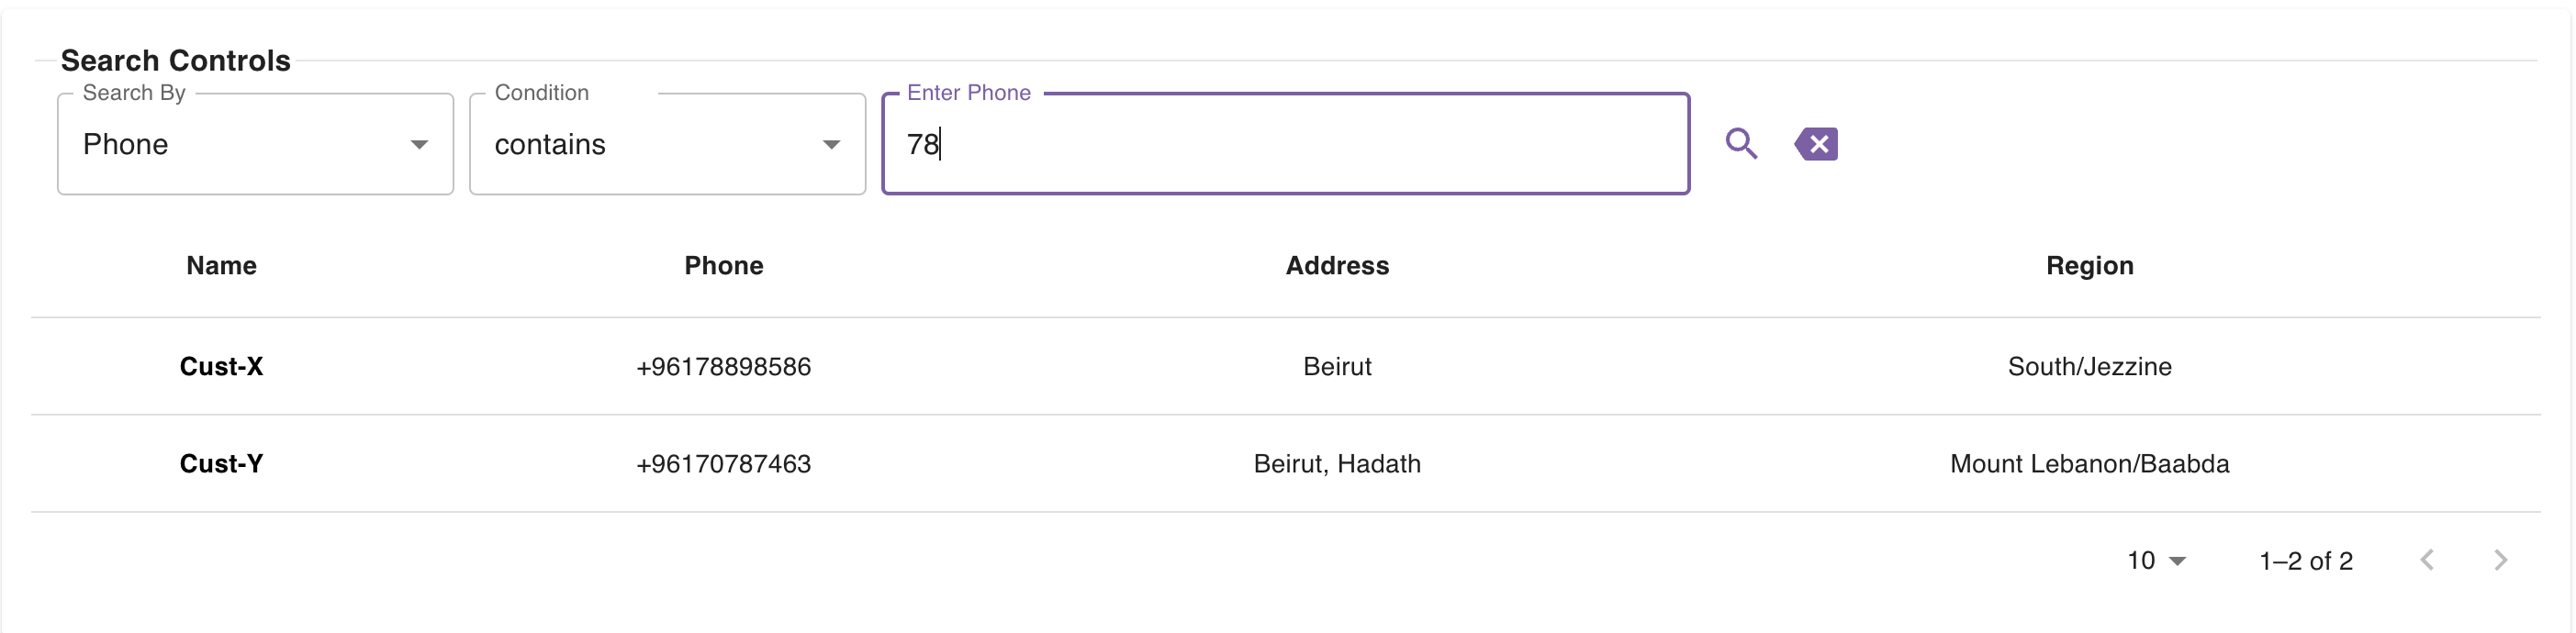 Search Controls
Search By Condition Enter Phone
Phone contains 78
Name Phone Address Region
Cust-X +96178898586 Beirut South/Jezzine
Cust-Y +96170787463 Beirut, Hadath Mount Lebanon/Baabda
10 1–2 of 2